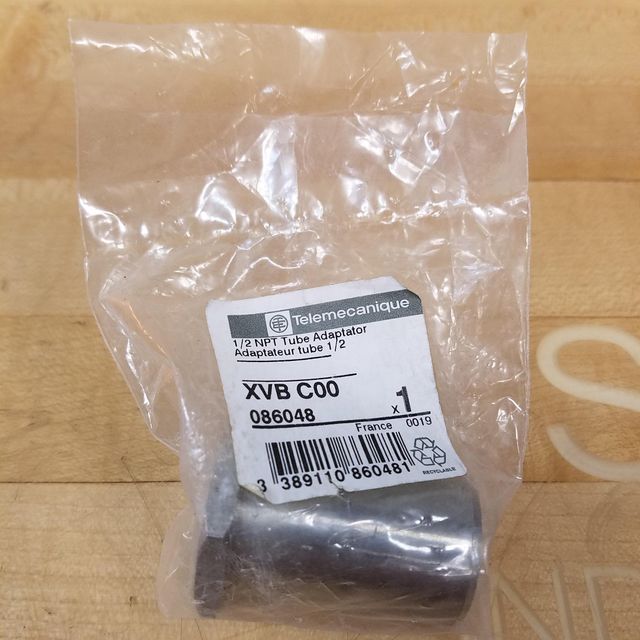 Telemecanique
1/2 NPT Tube Adaptator
Adaptateur tube 1/2
XVB C00
086048
x 1
France 0019
3 389110 860481
RECYCLABLE